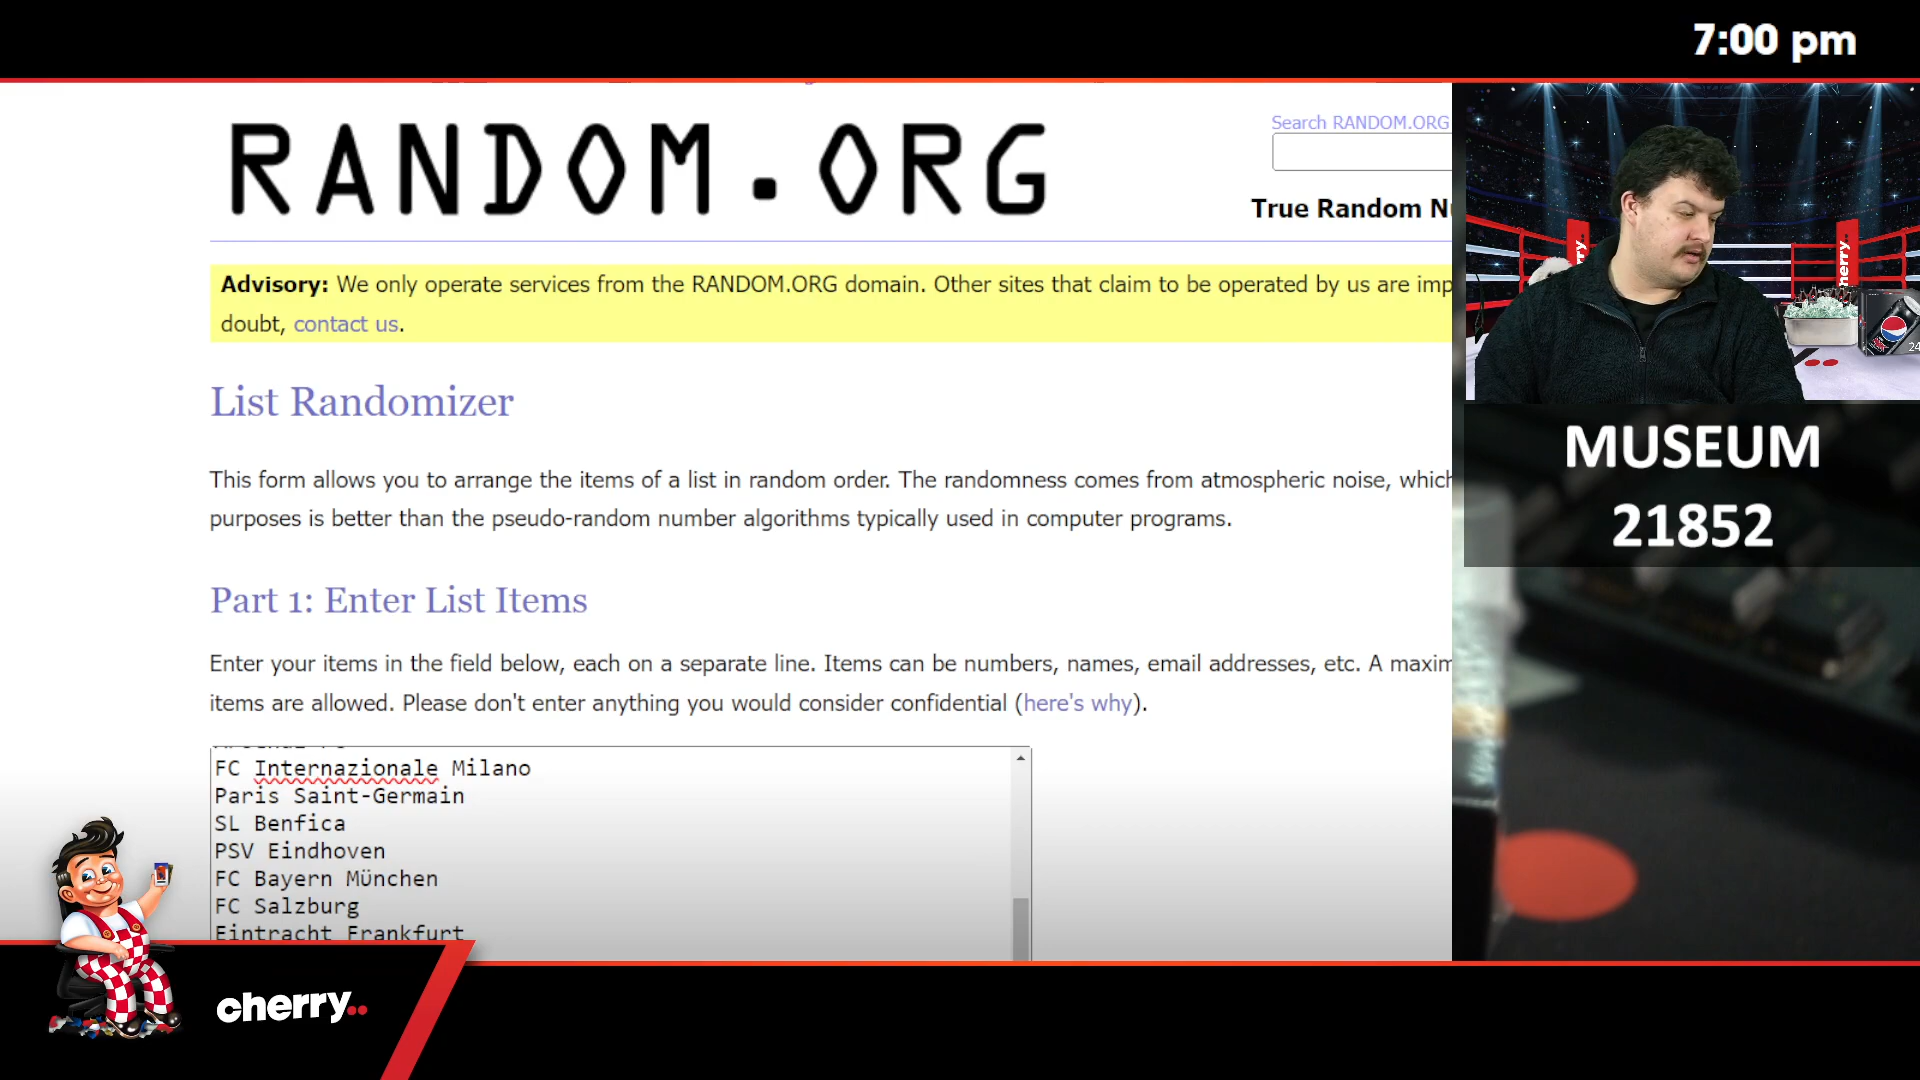 7:00 pm
RANDOM.ORG
Search RANDOM.ORG
True Random
Advisory: We only operate services from the RANDOM.ORG domain. Other sites that claim to be operated by us are
doubt, contact us.
List Randomizer
This form allows you to arrange the items of a list in random order. The randomness comes from atmospheric noise, which
purposes is better than the pseudo-random number algorithms typically used in computer programs.
Part 1: Enter List Items
Enter your items in the field below, each on a separate line. Items can be numbers, names, email addresses, etc. A
items are allowed. Please don't enter anything you would consider confidential (here's why).
FC Internazionale Milano
Paris Saint-Germain
SL Benfica
PSV Eindhoven
FC Bayern München
FC Salzburg
Eintracht Frankfurt
cherry..
MUSEUM
21852
24